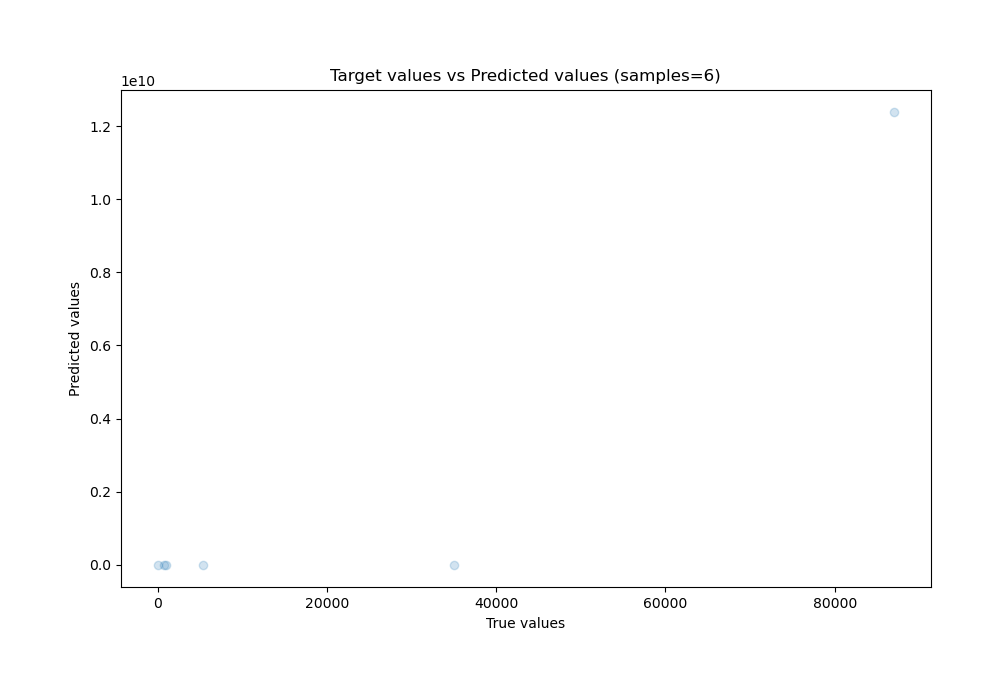 Target values vs Predicted values (samples=6)
1e10
1.2
1.0
0.8
0.6
0.4
0.2
0.0
Predicted values
0 20000 40000 60000 80000
True values